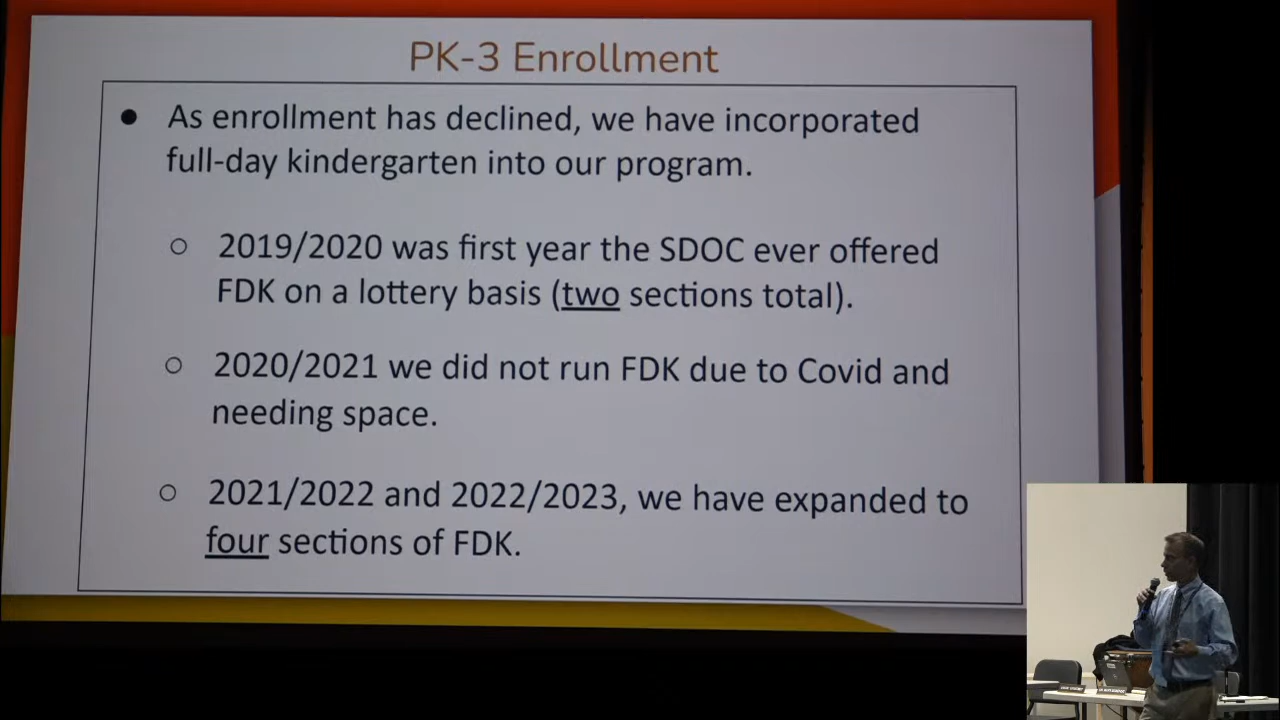 PK-3 Enrollment
● As enrollment has declined, we have incorporated
full-day kindergarten into our program.
○ 2019/2020 was first year the SDOC ever offered
FDK on a lottery basis (two sections total).
○ 2020/2021 we did not run FDK due to Covid and
needing space.
○ 2021/2022 and 2022/2023, we have expanded to
four sections of FDK.